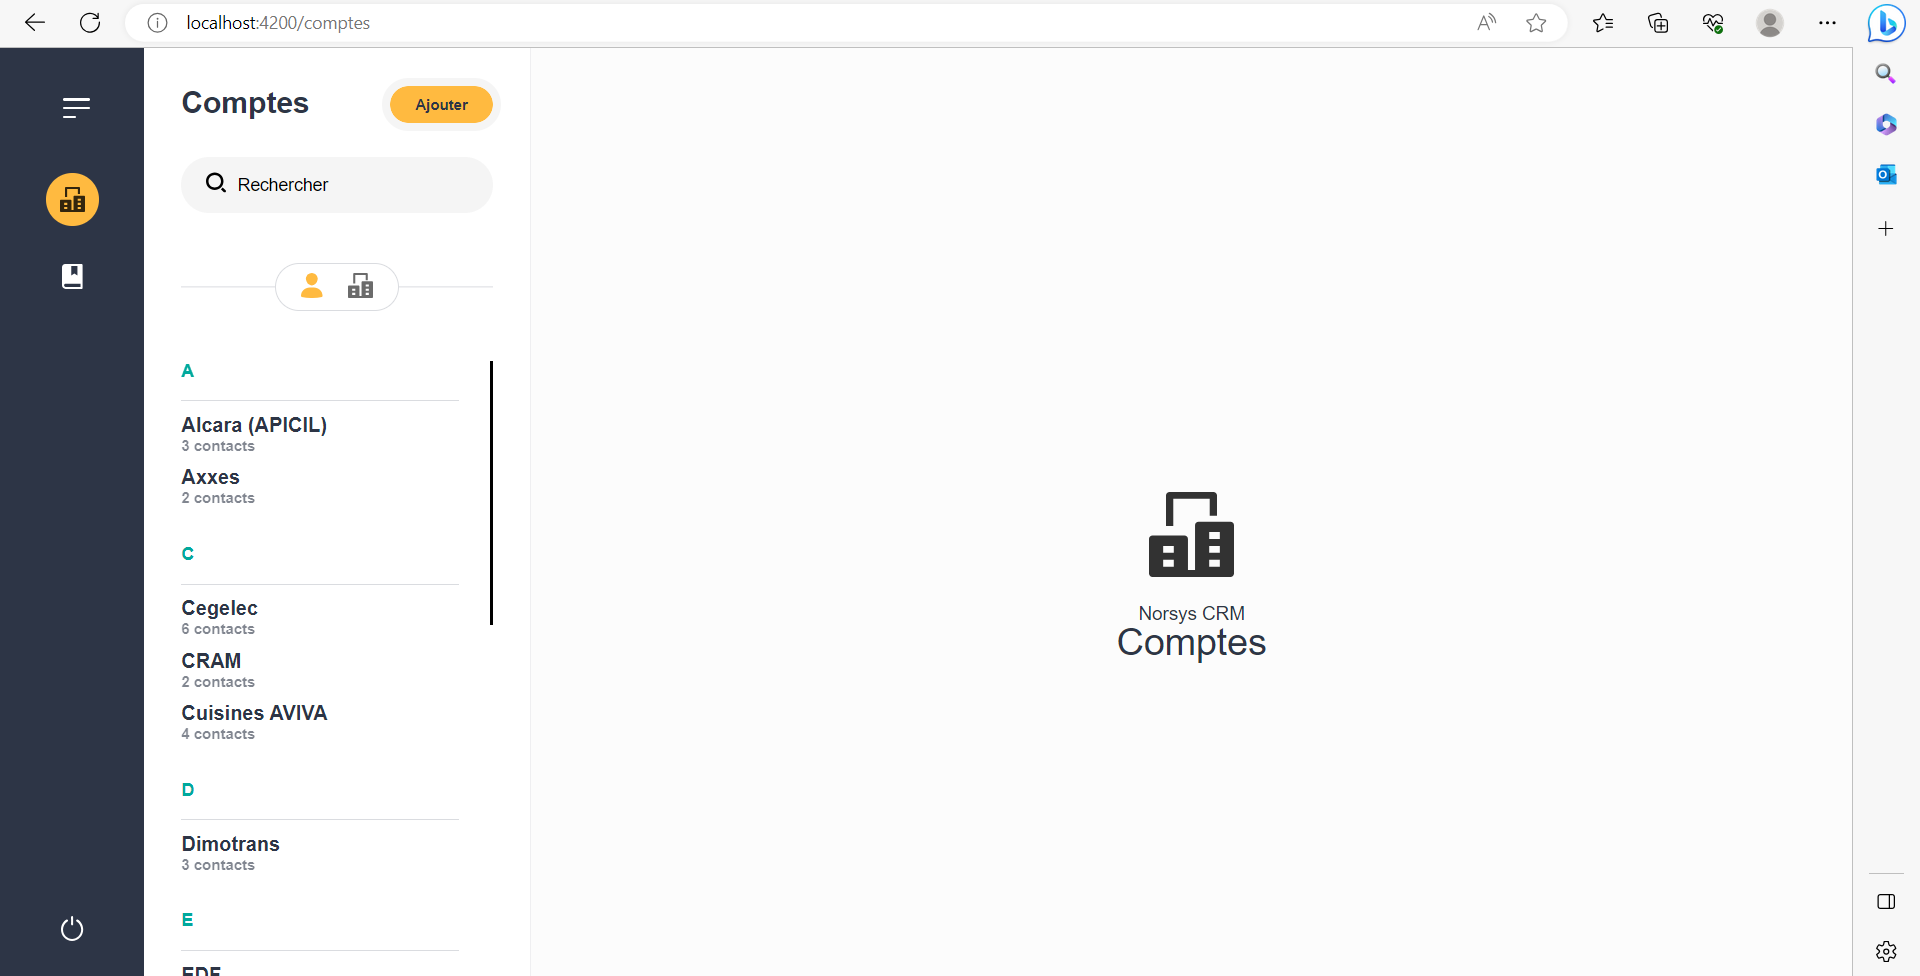 localhost:4200/comptes
Comptes
Ajouter
Rechercher
A
Alcara (APICIL)
3 contacts
Axxes
2 contacts
C
Cegelec
6 contacts
CRAM
2 contacts
Cuisines AVIVA
4 contacts
D
Dimotrans
3 contacts
E
EDF
Norsys CRM
Comptes